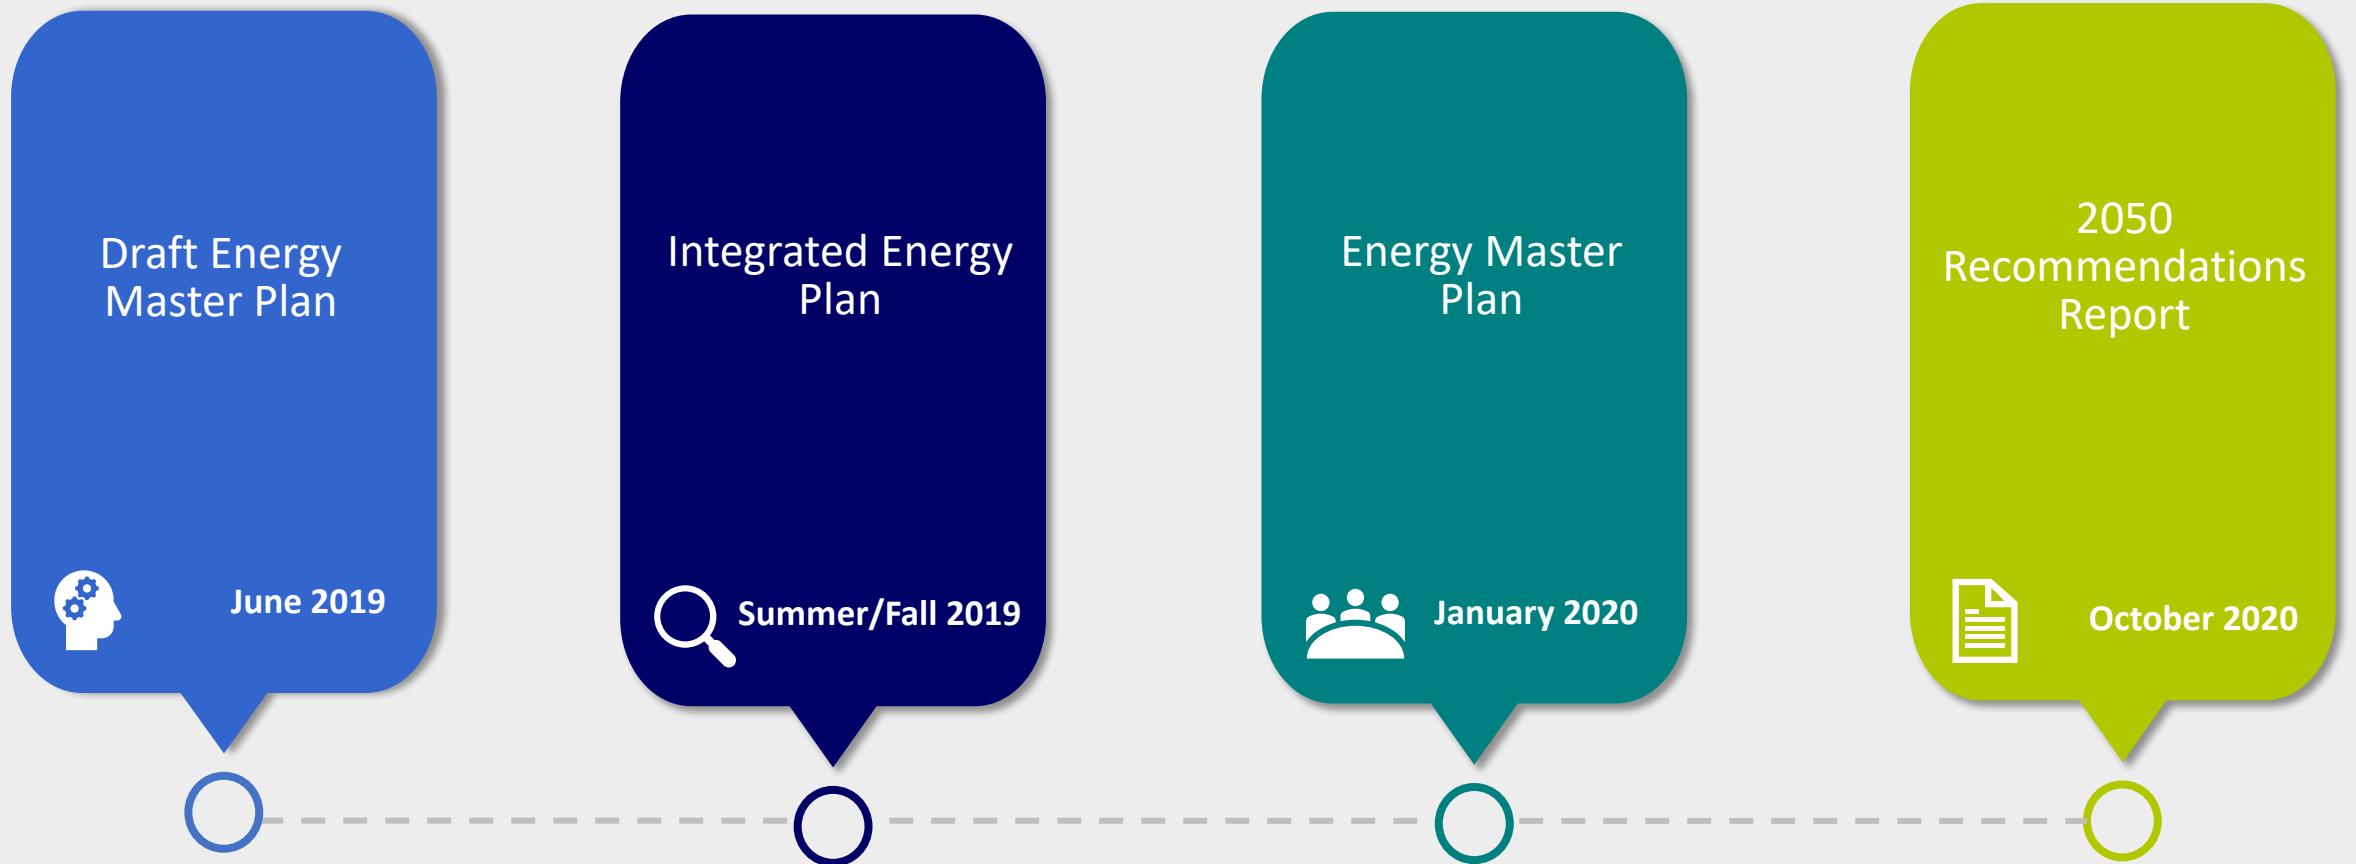 Draft Energy
Master Plan
June 2019
Integrated Energy
Plan
Summer/Fall 2019
Energy Master
Plan
January 2020
2050
Recommendations
Report
October 2020